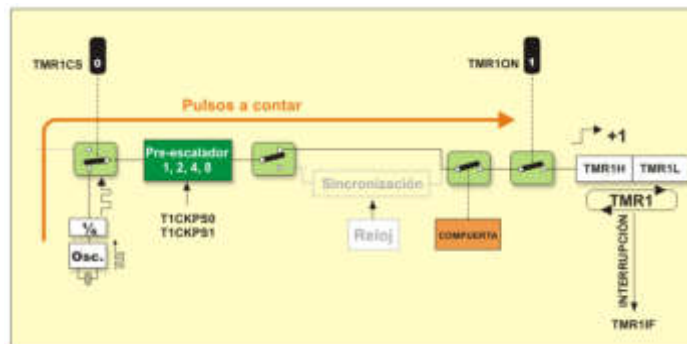 TMR1CS
0
TMR1ON
1
Pulsos a contar
+1
Pre-escalador
1, 2, 4, 8
TMR1H
TMR1L
Sincronización
TMR1
T1CKPS0
T1CKPS1
Reloj
COMPUERTA
¼
Osc.
INTERRUPCIÓN
TMR1IF